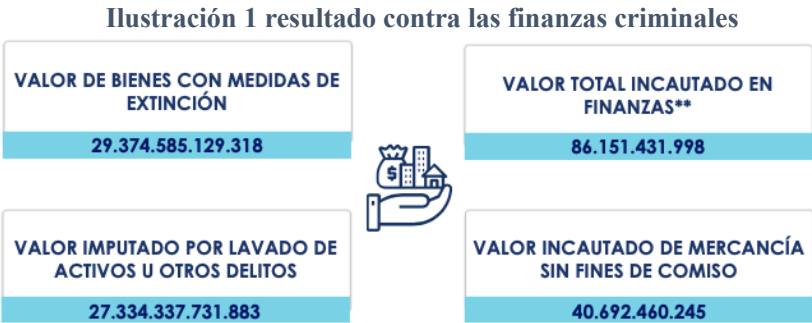 Ilustración 1 resultado contra las finanzas criminales
VALOR DE BIENES CON MEDIDAS DE
EXTINCIÓN
29.374.585.129.318
VALOR TOTAL INCAUTADO EN
FINANZAS**
86.151.431.998
$
VALOR IMPUTADO POR LAVADO DE
ACTIVOS U OTROS DELITOS
27.334.337.731.883
VALOR INCAUTADO DE MERCANCÍA
SIN FINES DE COMISO
40.692.460.245